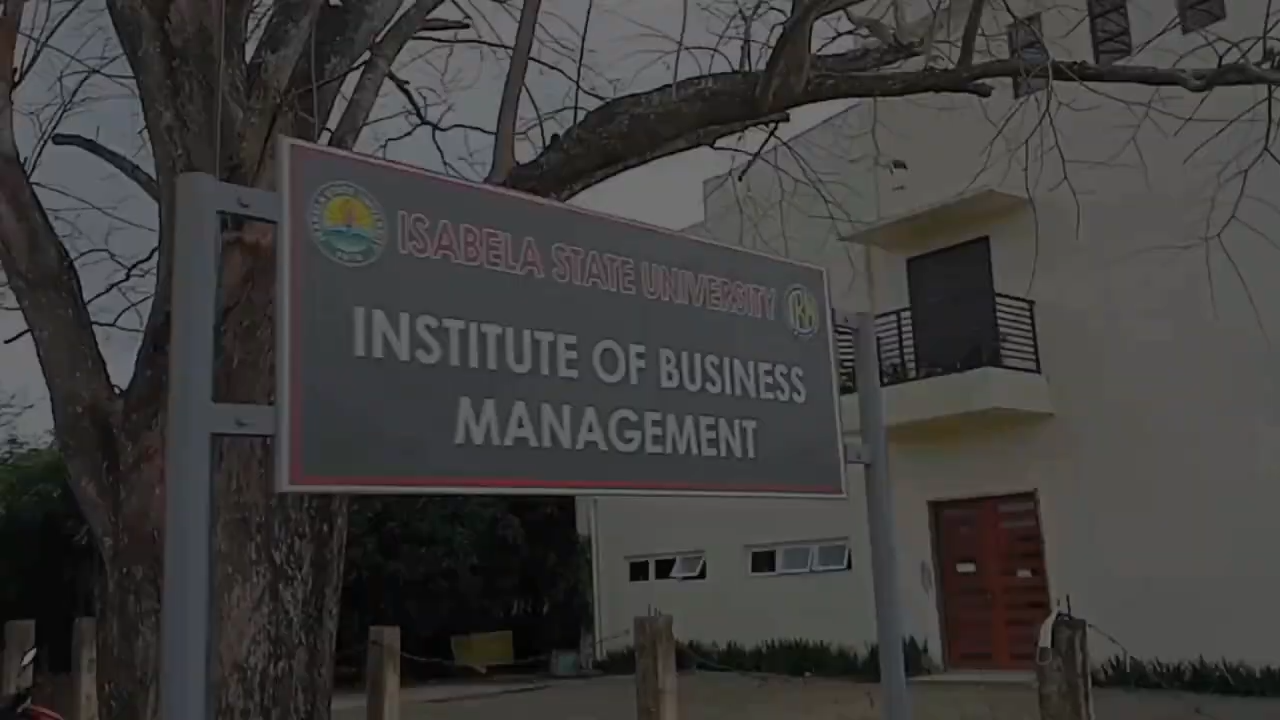 ISABELA STATE UNIVERSITY
INSTITUTE OF BUSINESS
MANAGEMENT